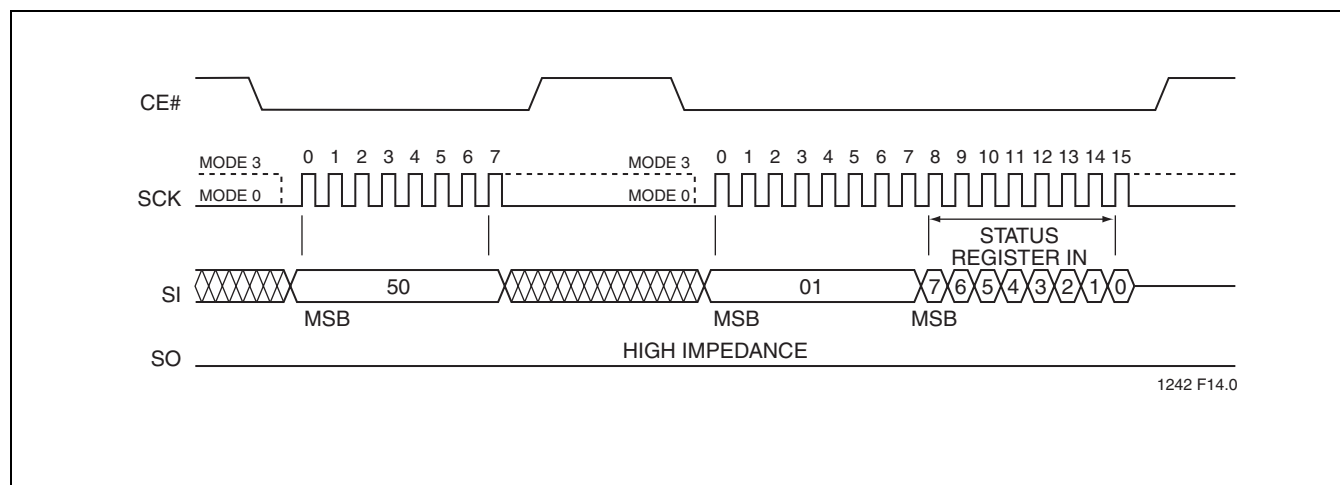 CE#
MODE 3 0 1 2 3 4 5 6 7 MODE 3 0 1 2 3 4 5 6 7 8 9 10 11 12 13 14 15
SCK MODE 0 MODE 0
STATUS
REGISTER IN
SI 50 01 7 6 5 4 3 2 1 0
MSB MSB MSB
SO HIGH IMPEDANCE
1242 F14.0